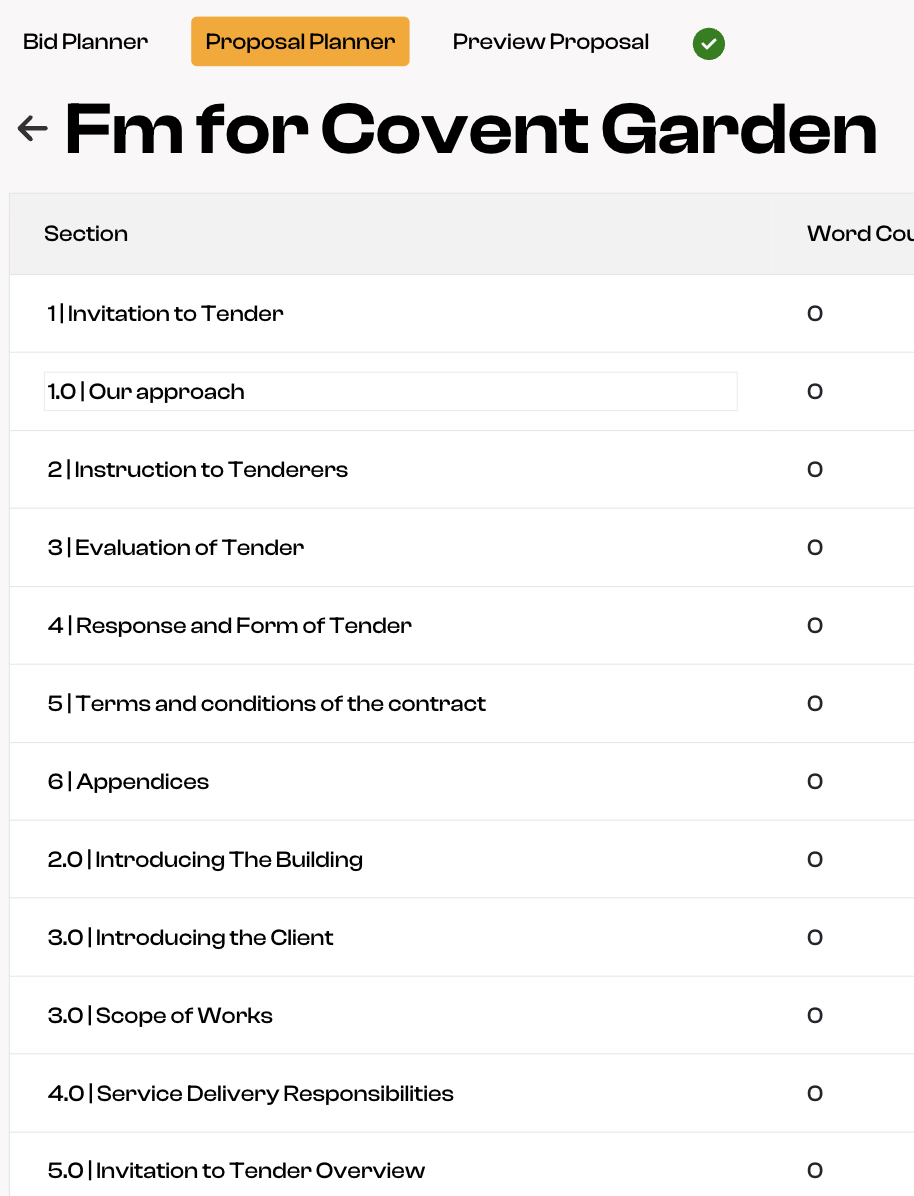 Bid Planner Proposal Planner Preview Proposal
Fm for Covent Garden
Section Word Cou
1 | Invitation to Tender 0
1.0 | Our approach 0
2 | Instruction to Tenderers 0
3 | Evaluation of Tender 0
4 | Response and Form of Tender 0
5 | Terms and conditions of the contract 0
6 | Appendices 0
2.0 | Introducing The Building 0
3.0 | Introducing the Client 0
3.0 | Scope of Works 0
4.0 | Service Delivery Responsibilities 0
5.0 | Invitation to Tender Overview 0